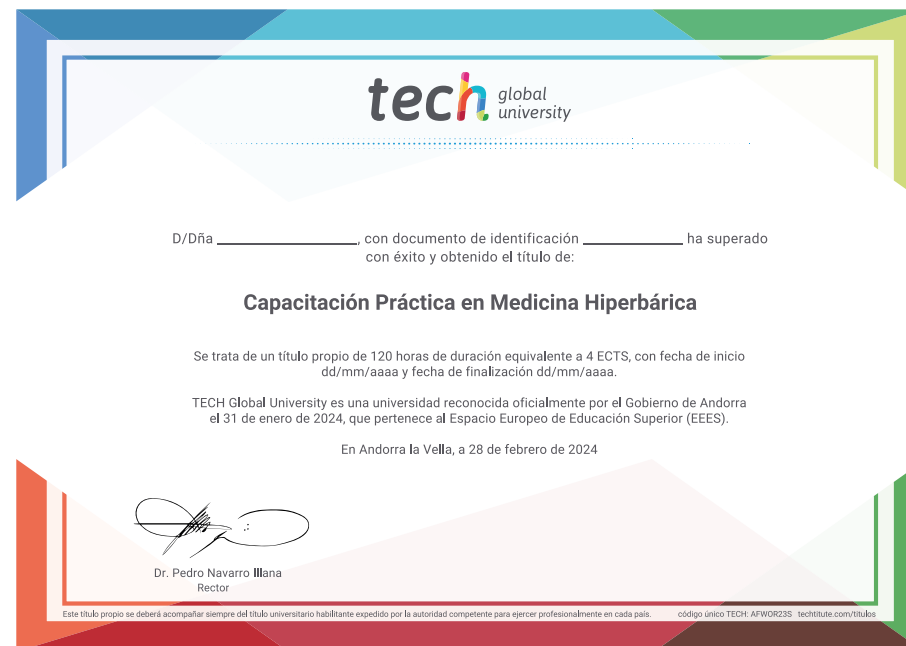 tech global university
D/Dña ____________________, con documento de identificación ______________ ha superado
con éxito y obtenido el título de:
Capacitación Práctica en Medicina Hiperbárica
Se trata de un título propio de 120 horas de duración equivalente a 4 ECTS, con fecha de inicio
dd/mm/aaaa y fecha de finalización dd/mm/aaaa.
TECH Global University es una universidad reconocida oficialmente por el Gobierno de Andorra
el 31 de enero de 2024, que pertenece al Espacio Europeo de Educación Superior (EEES).
En Andorra la Vella, a 28 de febrero de 2024
Dr. Pedro Navarro Illana
Rector
Este título propio se deberá acompañar siempre del título universitario habilitante expedido por la autoridad competente para ejercer profesionalmente en cada país. código único TECH: AFWOR23S techtitute.com/titulos